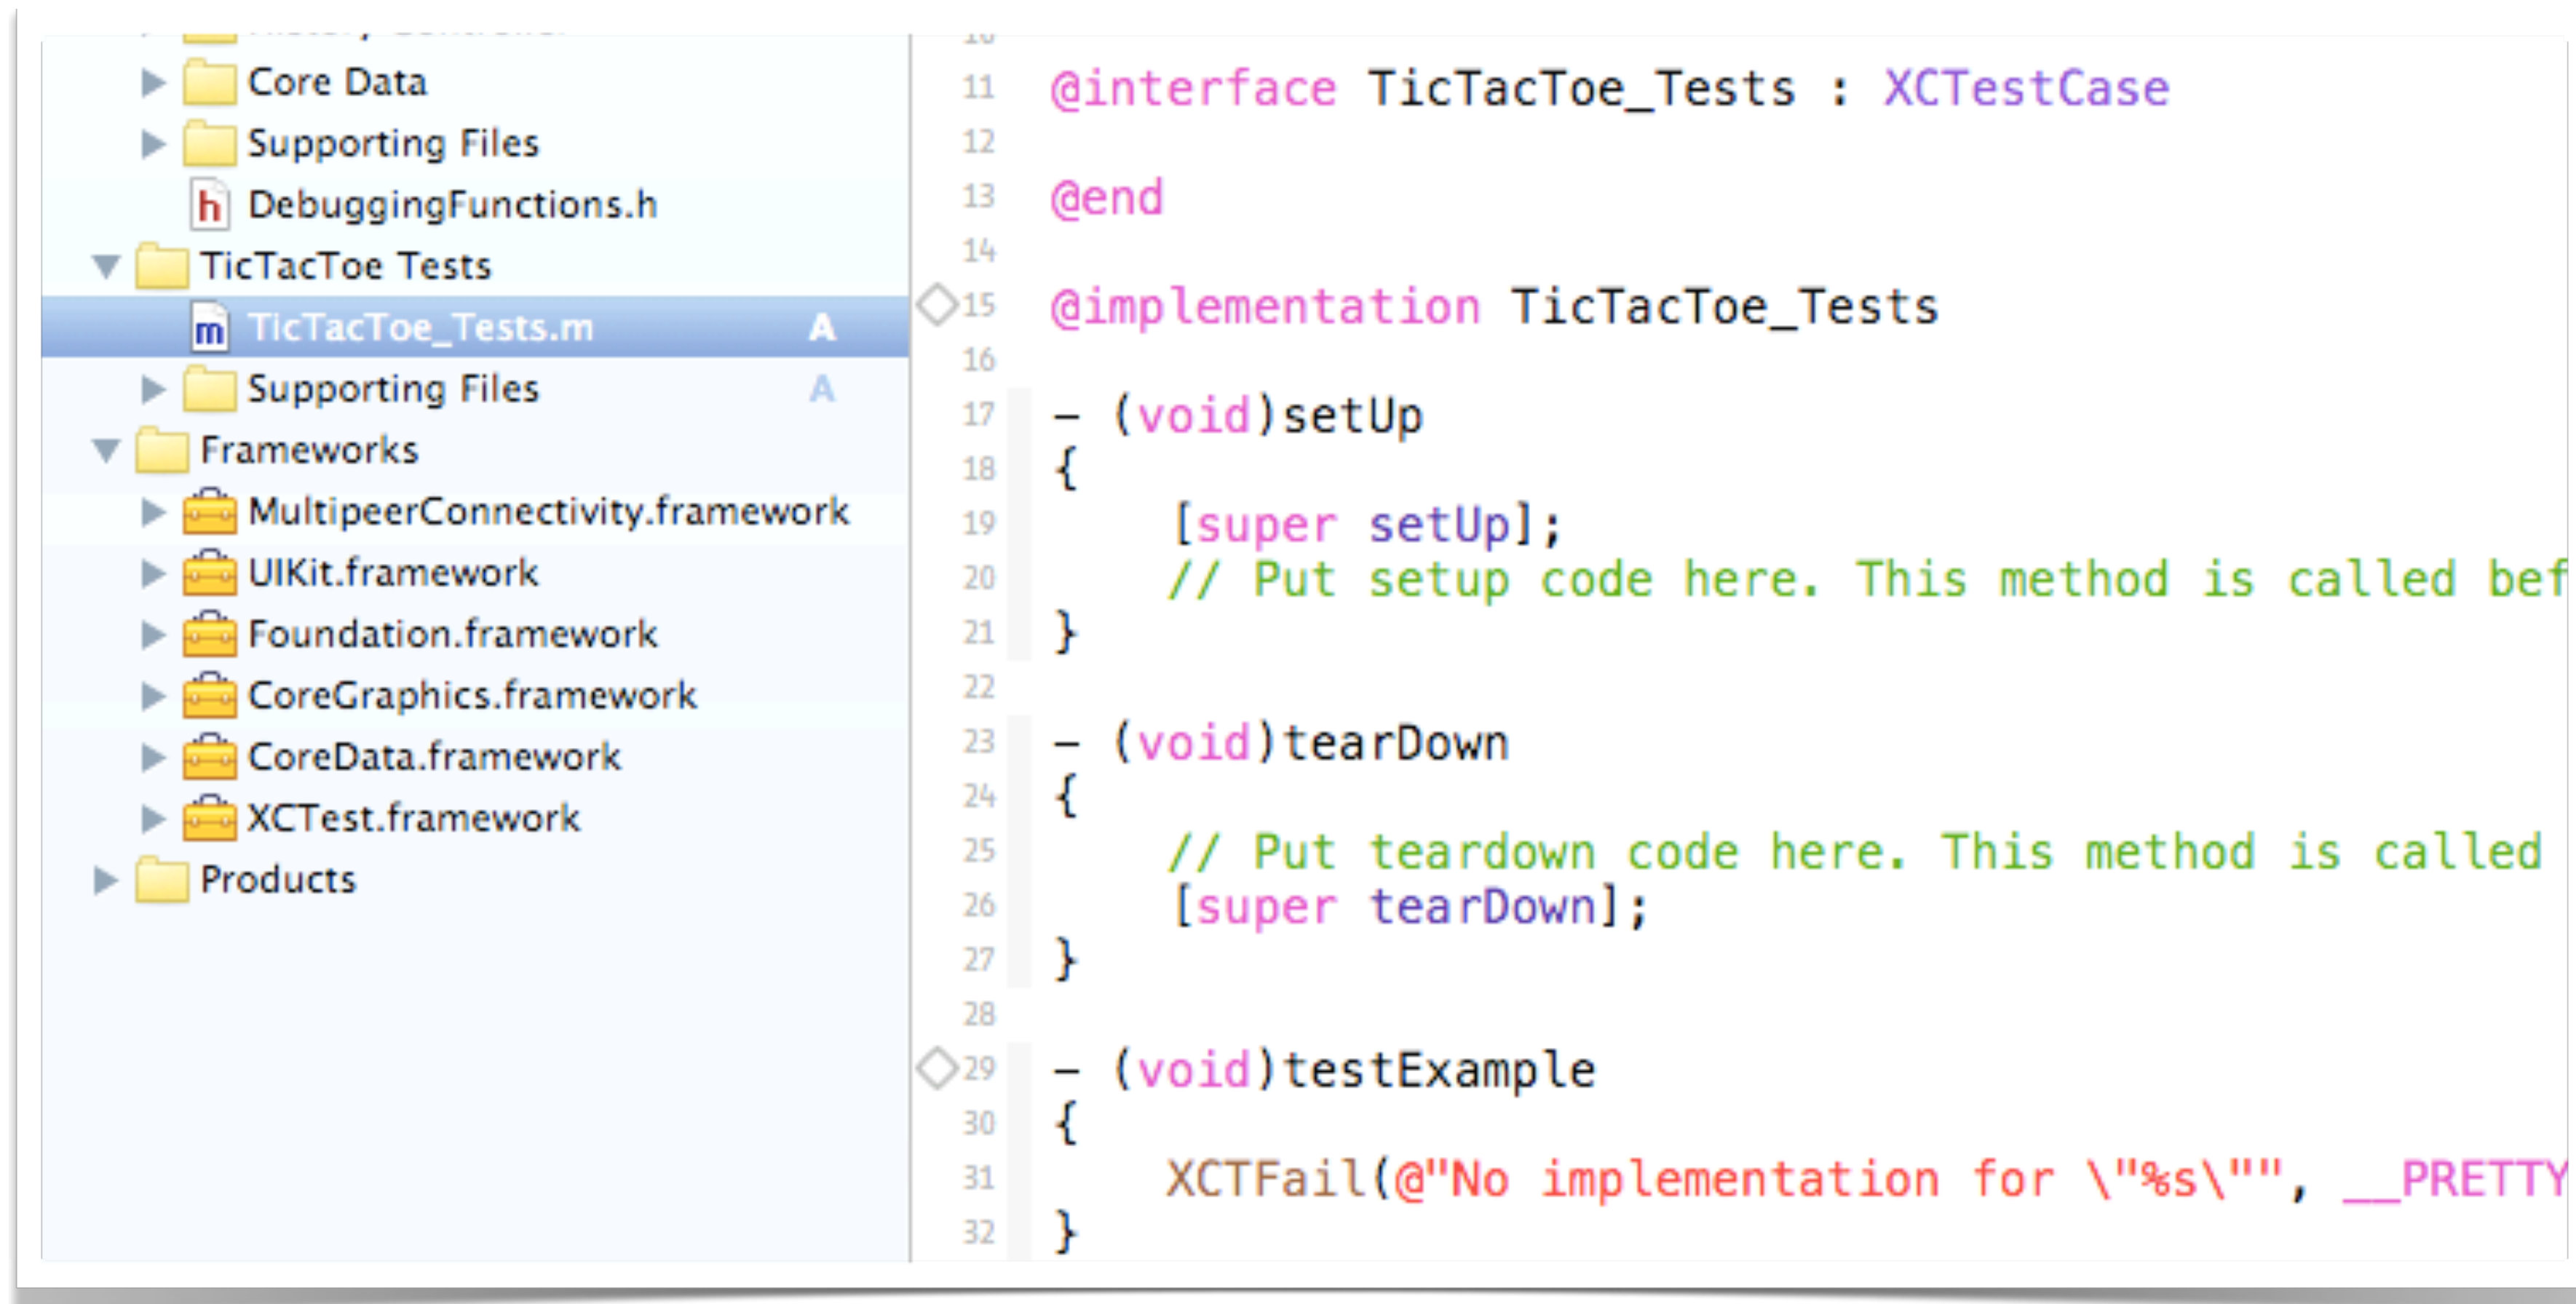 Core Data
Supporting Files
DebuggingFunctions.h
TicTacToe Tests
TicTacToe_Tests.m A
Supporting Files A
Frameworks
MultipeerConnectivity.framework
UIKit.framework
Foundation.framework
CoreGraphics.framework
CoreData.framework
XCTest.framework
Products
11 @interface TicTacToe_Tests : XCTestCase
12
13 @end
14
15 @implementation TicTacToe_Tests
16
17 - (void)setUp
18 {
19 [super setUp];
20 // Put setup code here. This method is called bef
21 }
22
23 - (void)tearDown
24 {
25 // Put teardown code here. This method is called
26 [super tearDown];
27 }
28
29 - (void)testExample
30 {
31 XCTFail(@"No implementation for \"%s\"", __PRETTY
32 }